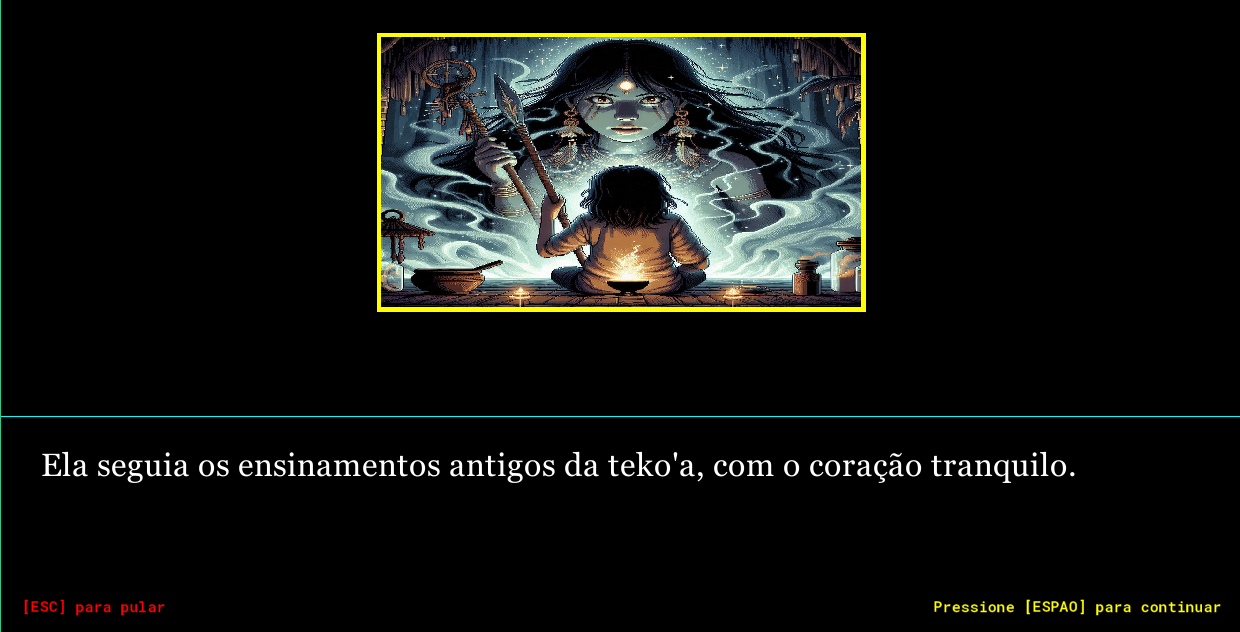 Ela seguia os ensinamentos antigos da teko'a, com o coração tranquilo.
[ESC] para pular
Pressione [ESPAO] para continuar